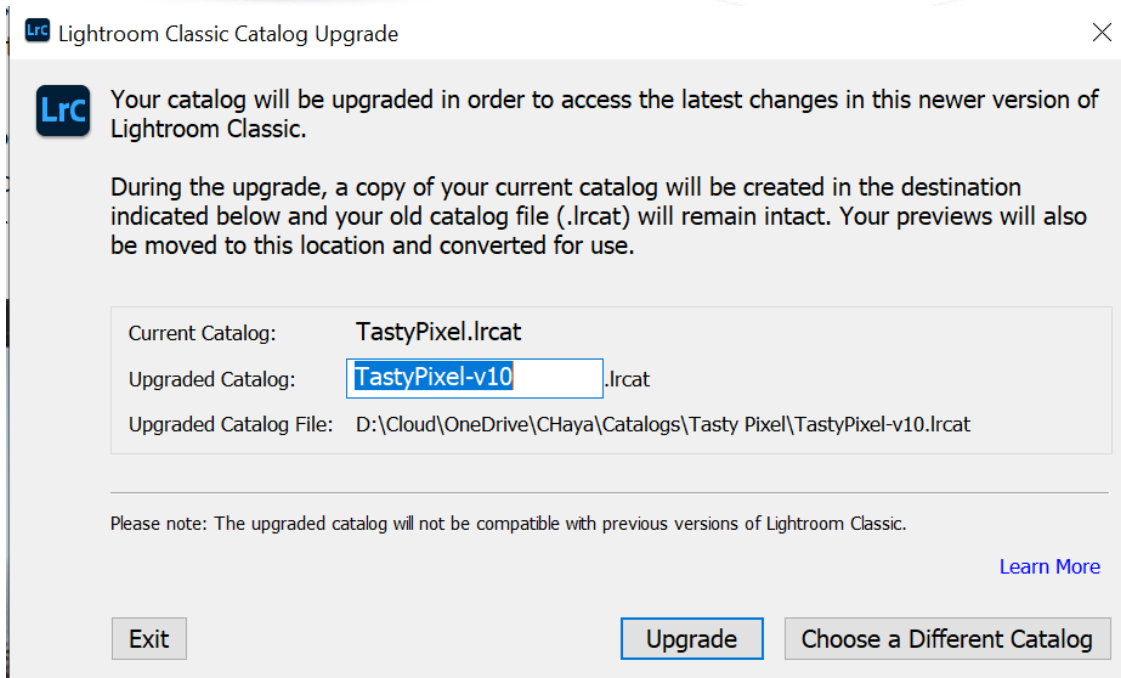 LrC Lightroom Classic Catalog Upgrade
LrC
Your catalog will be upgraded in order to access the latest changes in this newer version of
Lightroom Classic.
During the upgrade, a copy of your current catalog will be created in the destination
indicated below and your old catalog file (.lrcat) will remain intact. Your previews will also
be moved to this location and converted for use.
Current Catalog: TastyPixel.lrcat
Upgraded Catalog: TastyPixel-v10 .lrcat
Upgraded Catalog File: D:\Cloud\OneDrive\CHaya\Catalogs\Tasty Pixel\TastyPixel-v10.lrcat
Please note: The upgraded catalog will not be compatible with previous versions of Lightroom Classic.
Learn More
Exit Upgrade Choose a Different Catalog